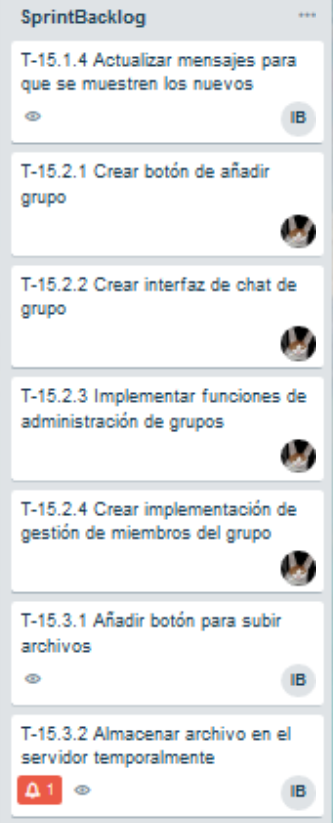 SprintBacklog
T-15.1.4 Actualizar mensajes para
que se muestren los nuevos
IB
T-15.2.1 Crear botón de añadir
grupo
T-15.2.2 Crear interfaz de chat de
grupo
T-15.2.3 Implementar funciones de
administración de grupos
T-15.2.4 Crear implementación de
gestión de miembros del grupo
T-15.3.1 Añadir botón para subir
archivos
IB
T-15.3.2 Almacenar archivo en el
servidor temporalmente
1
IB